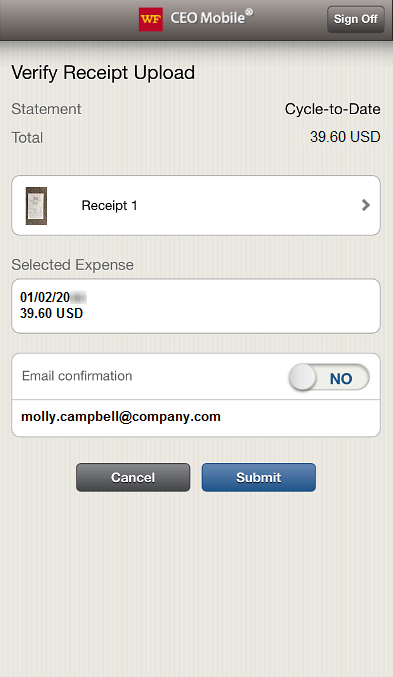 WF CEO Mobile®
Sign Off
Verify Receipt Upload
Statement Cycle-to-Date
Total 39.60 USD
Receipt 1
Selected Expense
01/02/20
39.60 USD
Email confirmation NO
molly.campbell@company.com
Cancel Submit